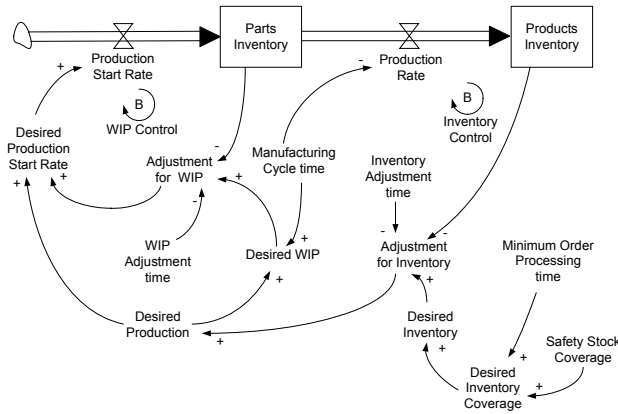 Parts
Inventory
Products
Inventory
Production
Start Rate
Production
Rate
+
-
B
WIP Control
B
Inventory
Control
Desired
Production
Start Rate
+
+
Adjustment
for WIP
-
+
-
Manufacturing
Cycle time
Inventory
Adjustment
time
WIP
Adjustment
time
Desired WIP
+
+
-
-
Adjustment
for Inventory
+
Minimum Order
Processing
time
Desired
Production
+
Desired
Inventory
+
Safety Stock
Coverage
+
+
Desired
Inventory
Coverage